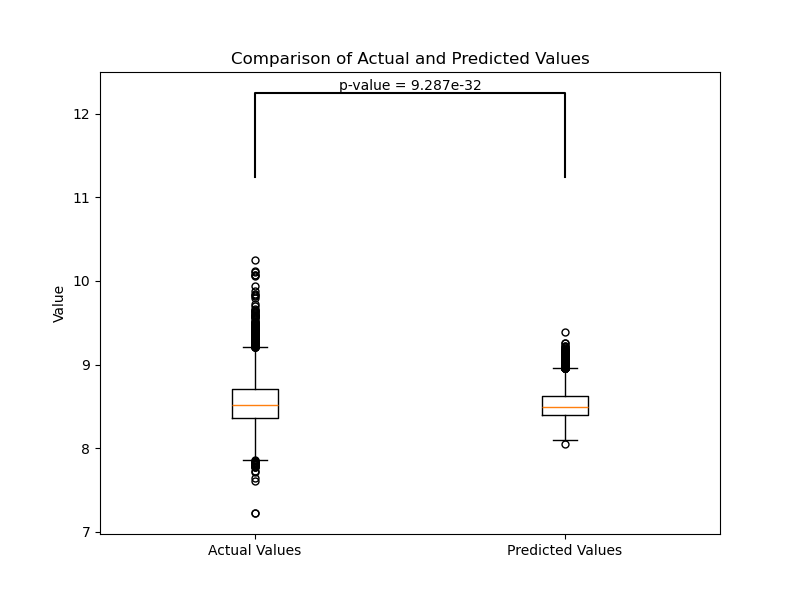 Comparison of Actual and Predicted Values
p-value = 9.287e-32
12
11
10
9
8
7
Value
Actual Values
Predicted Values